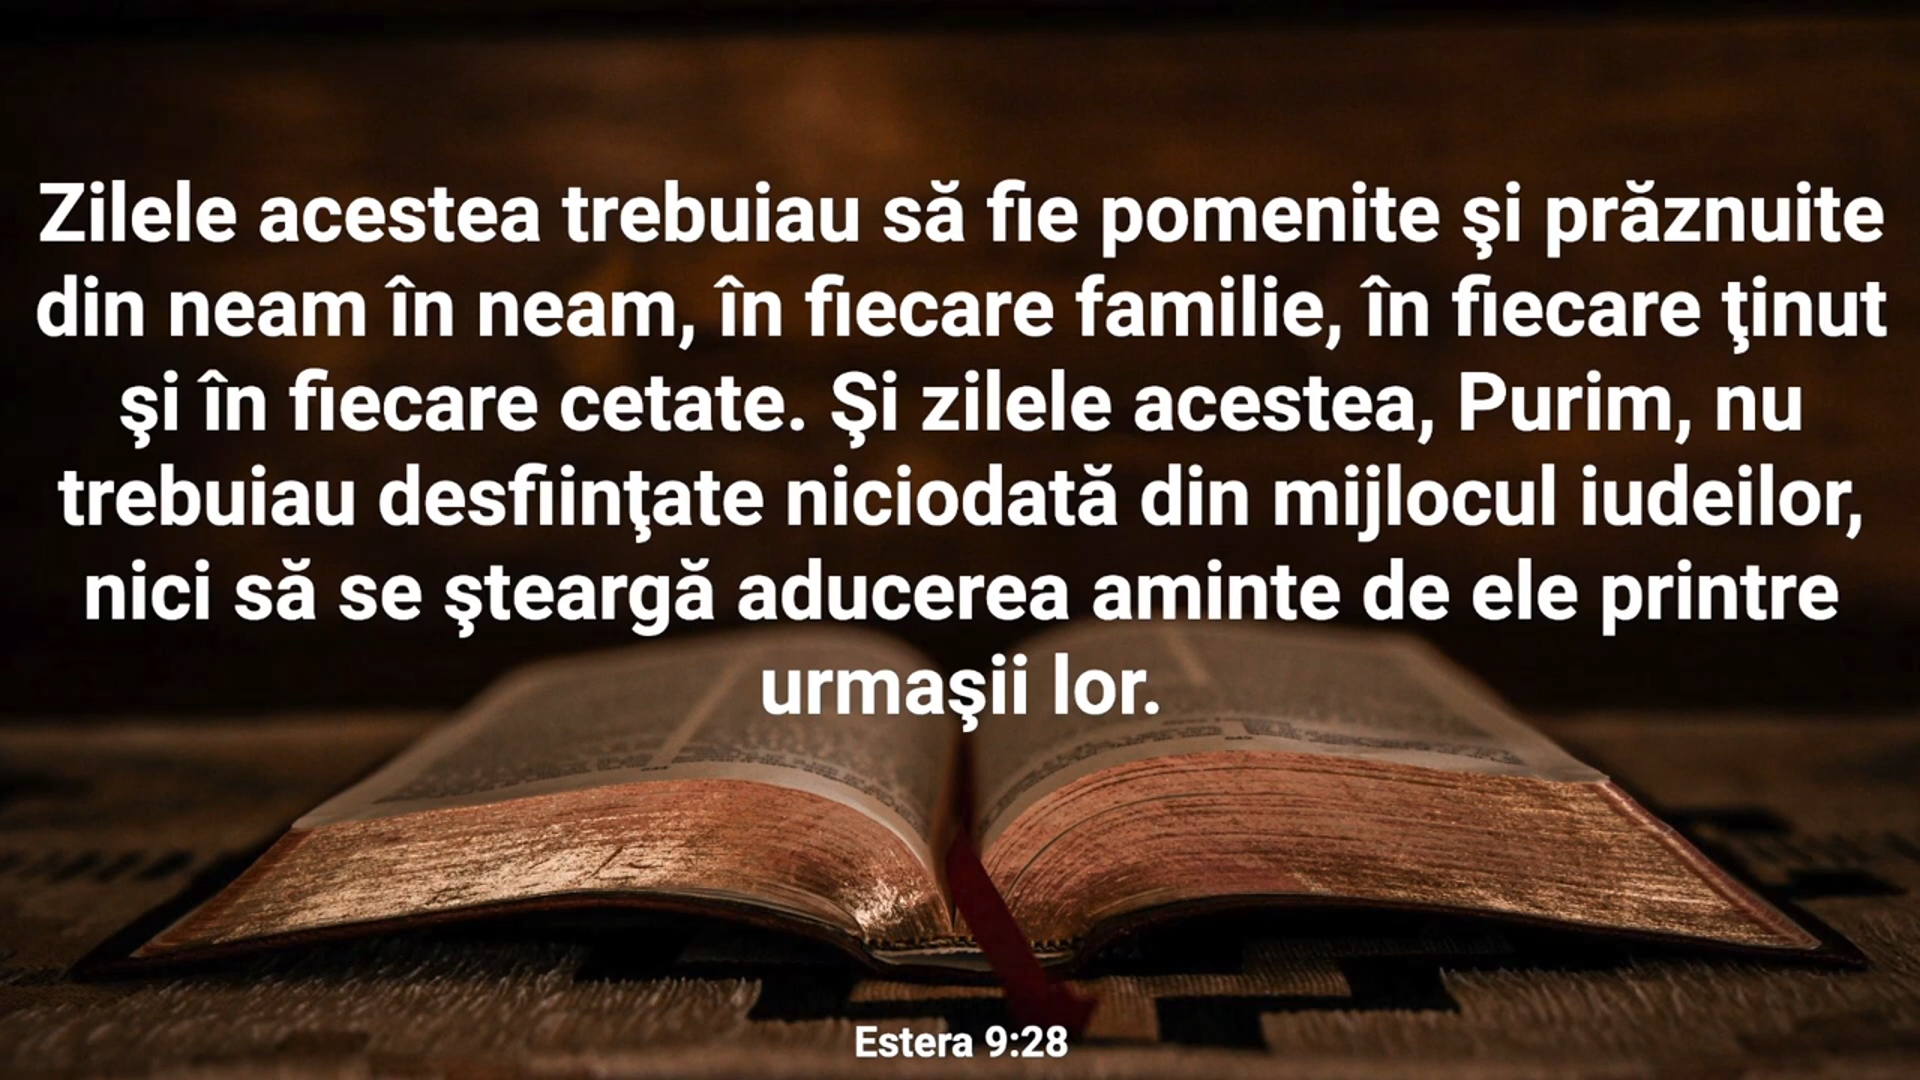 Zilele acestea trebuiau să fie pomenite şi prăznuite
din neam în neam, în fiecare familie, în fiecare ţinut
şi în fiecare cetate. Şi zilele acestea, Purim, nu
trebuiau desfiinţate niciodată din mijlocul iudeilor,
nici să se şteargă aducerea aminte de ele printre
urmaşii lor.
Estera 9:28